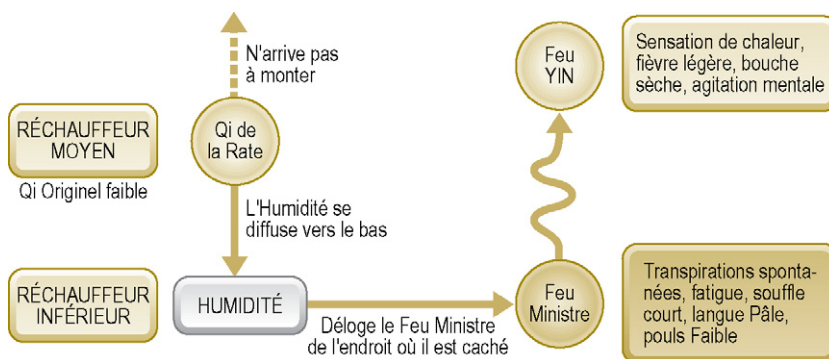 N'arrive pas
à monter
Feu
YIN
Sensation de chaleur,
fièvre légère, bouche
sèche, agitation mentale
RÉCHAUFFEUR
MOYEN
Qi Originel faible
Qi de
la Rate
L'Humidité se
diffuse vers le bas
RÉCHAUFFEUR
INFÉRIEUR
HUMIDITÉ
Déloge le Feu Ministre
de l'endroit où il est caché
Feu
Ministre
Transpirations sponta-
nées, fatigue, souffle
court, langue Pâle,
pouls Faible